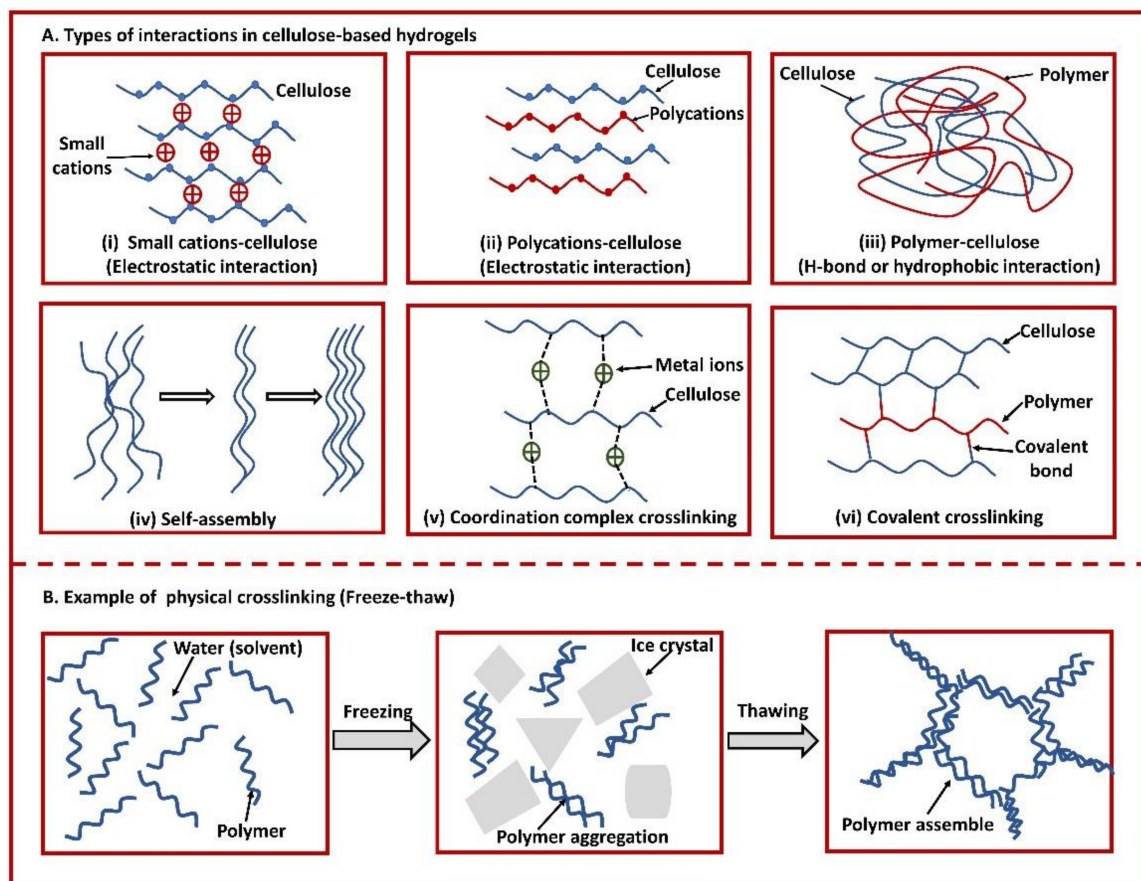 A. Types of interactions in cellulose-based hydrogels
Cellulose
Small
cations
(i) Small cations-cellulose
(Electrostatic interaction)
Cellulose
Polycations
(ii) Polycations-cellulose
(Electrostatic interaction)
Cellulose
Polymer
(iii) Polymer-cellulose
(H-bond or hydrophobic interaction)
(iv) Self-assembly
Metal ions
Cellulose
(v) Coordination complex crosslinking
Cellulose
Polymer
Covalent
bond
(vi) Covalent crosslinking
B. Example of physical crosslinking (Freeze-thaw)
Water (solvent)
Polymer
Freezing
Ice crystal
Polymer aggregation
Thawing
Polymer assemble